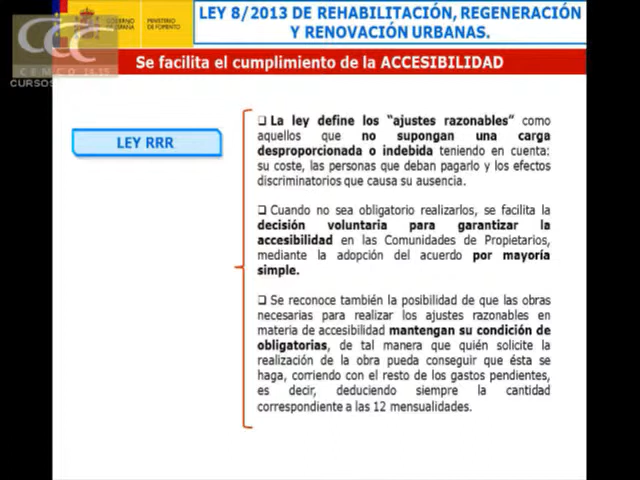 LEY 8/2013 DE REHABILITACIÓN, REGENERACIÓN
Y RENOVACIÓN URBANAS.
GOBIERNO
DE ESPAÑA
MINISTERIO
DE FOMENTO
CEMCO 14.15
CURSOS
Se facilita el cumplimiento de la ACCESIBILIDAD
LEY RRR
La ley define los "ajustes razonables" como
aquellos que no supongan una carga
desproporcionada o indebida teniendo en cuenta:
su coste, las personas que deban pagarlo y los efectos
discriminatorios que causa su ausencia.
Cuando no sea obligatorio realizarlos, se facilita la
decisión voluntaria para garantizar la
accesibilidad en las Comunidades de Propietarios,
mediante la adopción del acuerdo por mayoría
simple.
Se reconoce también la posibilidad de que las obras
necesarias para realizar los ajustes razonables en
materia de accesibilidad mantengan su condición de
obligatorias, de tal manera que quién solicite la
realización de la obra pueda conseguir que ésta se
haga, corriendo con el resto de los gastos pendientes,
es decir, deduciendo siempre la cantidad
correspondiente a las 12 mensualidades.